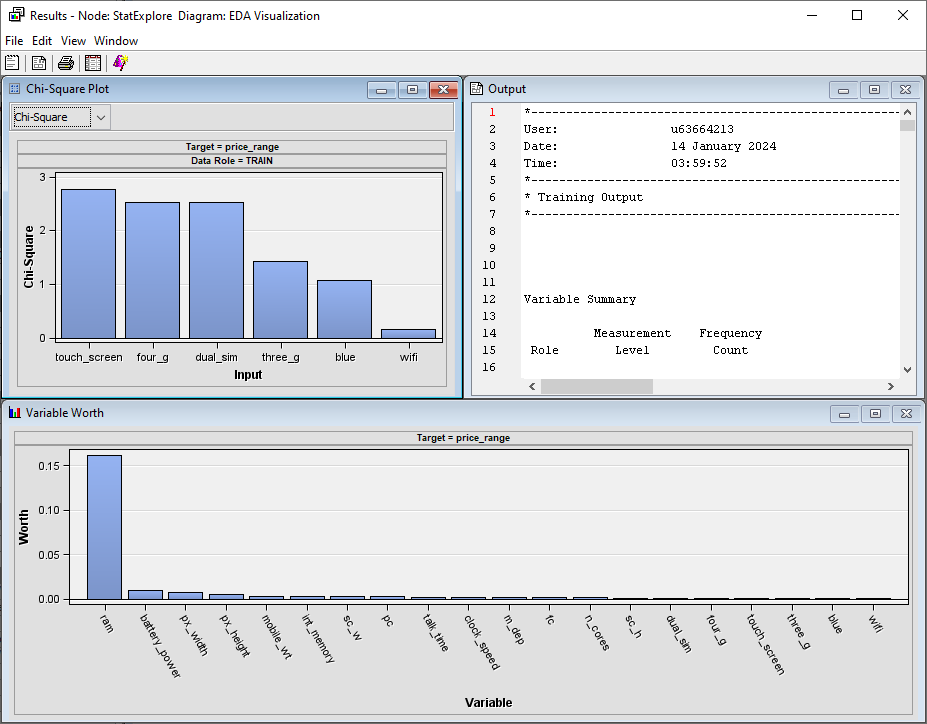 Results - Node: StatExplore  Diagram: EDA Visualization
File Edit View Window
Chi-Square Plot
Chi-Square
Target = price_range
Data Role = TRAIN
3
2
1
0
Chi-Square
touch_screen four_g dual_sim three_g blue wifi
Input
Output
1 *------------------------------------------------------
2 User: u63664213
3 Date: 14 January 2024
4 Time: 03:59:52
5 *------------------------------------------------------
6 * Training Output
7 *------------------------------------------------------
8
9
10
11
12 Variable Summary
13
14 Measurement Frequency
15 Role Level Count
16
Variable Worth
Target = price_range
0.15
0.10
0.05
0.00
Worth
ram battery_power px_width px_height mobile_wt int_memory sc_w pc talk_time clock_speed m_dep fc n_cores sc_h dual_sim four_g touch_screen three_g blue wifi
Variable